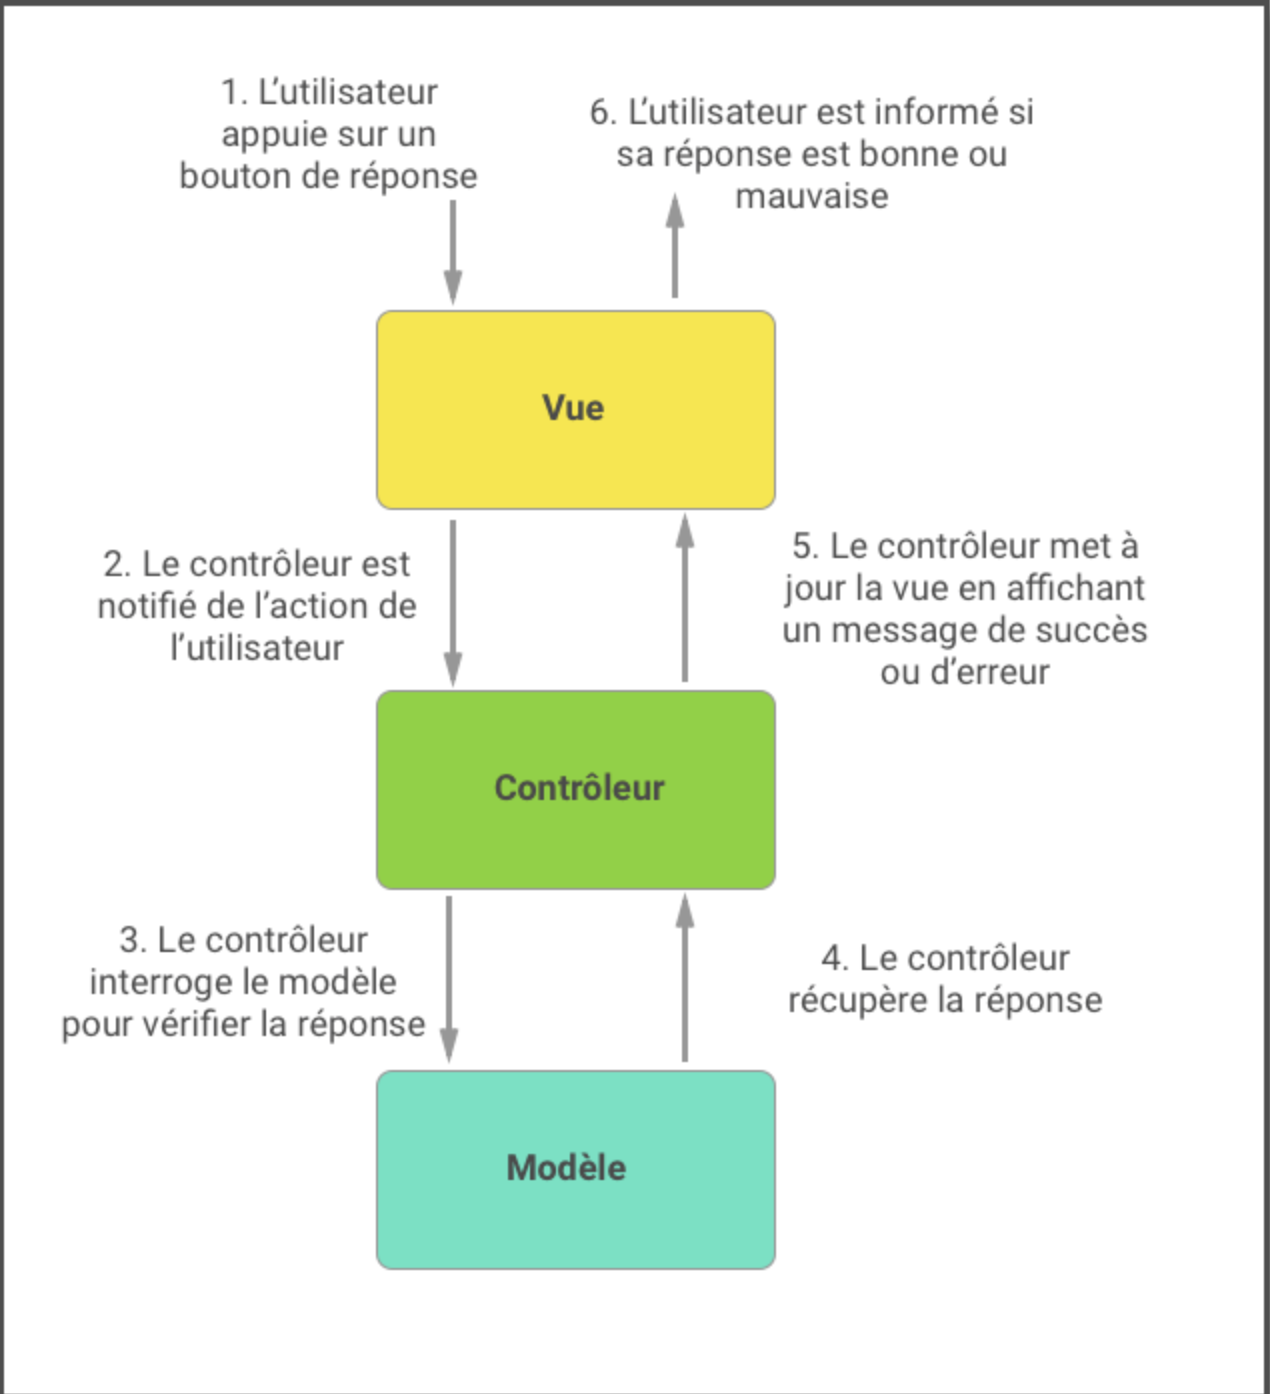 1. L’utilisateur
appuie sur un
bouton de réponse
6. L’utilisateur est informé si
sa réponse est bonne ou
mauvaise
Vue
2. Le contrôleur est
notifié de l’action de
l’utilisateur
5. Le contrôleur met à
jour la vue en affichant
un message de succès
ou d’erreur
Contrôleur
3. Le contrôleur
interroge le modèle
pour vérifier la réponse
4. Le contrôleur
récupère la réponse
Modèle